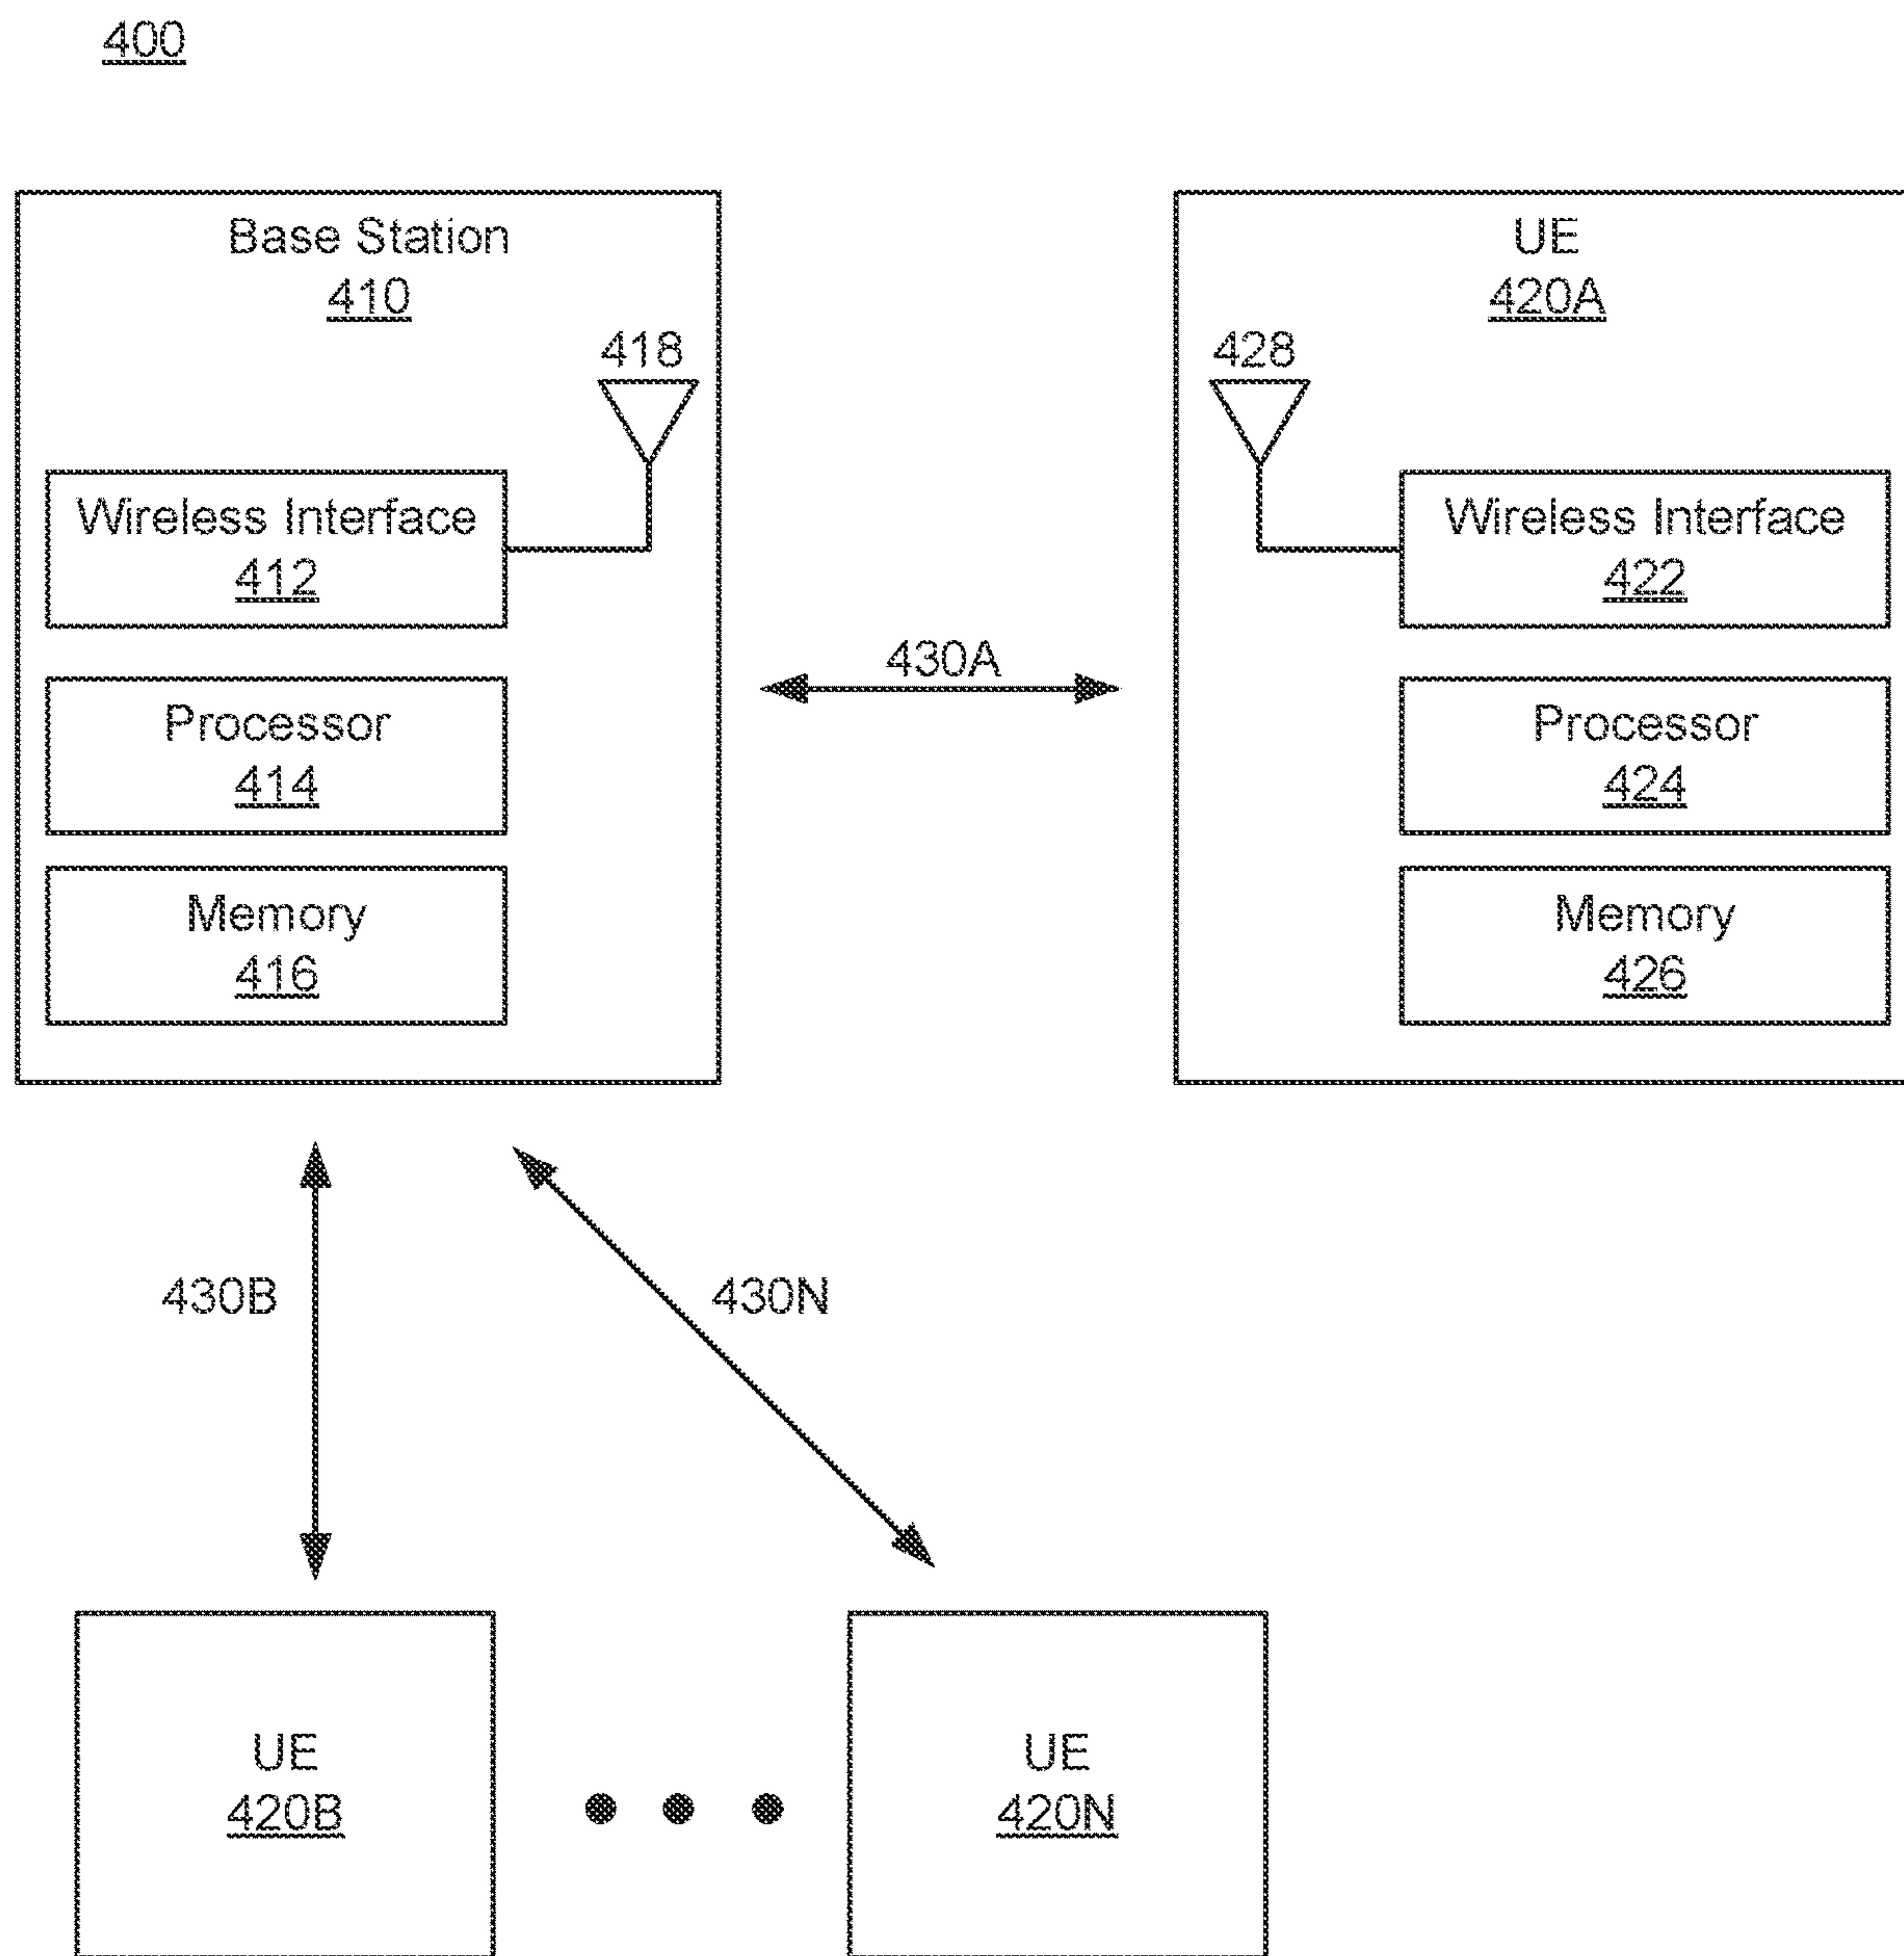 400
Base Station
410
418
Wireless Interface
412
Processor
414
Memory
416
UE
420A
428
Wireless Interface
422
Processor
424
Memory
426
430A
430B
430N
UE
420B
UE
420N